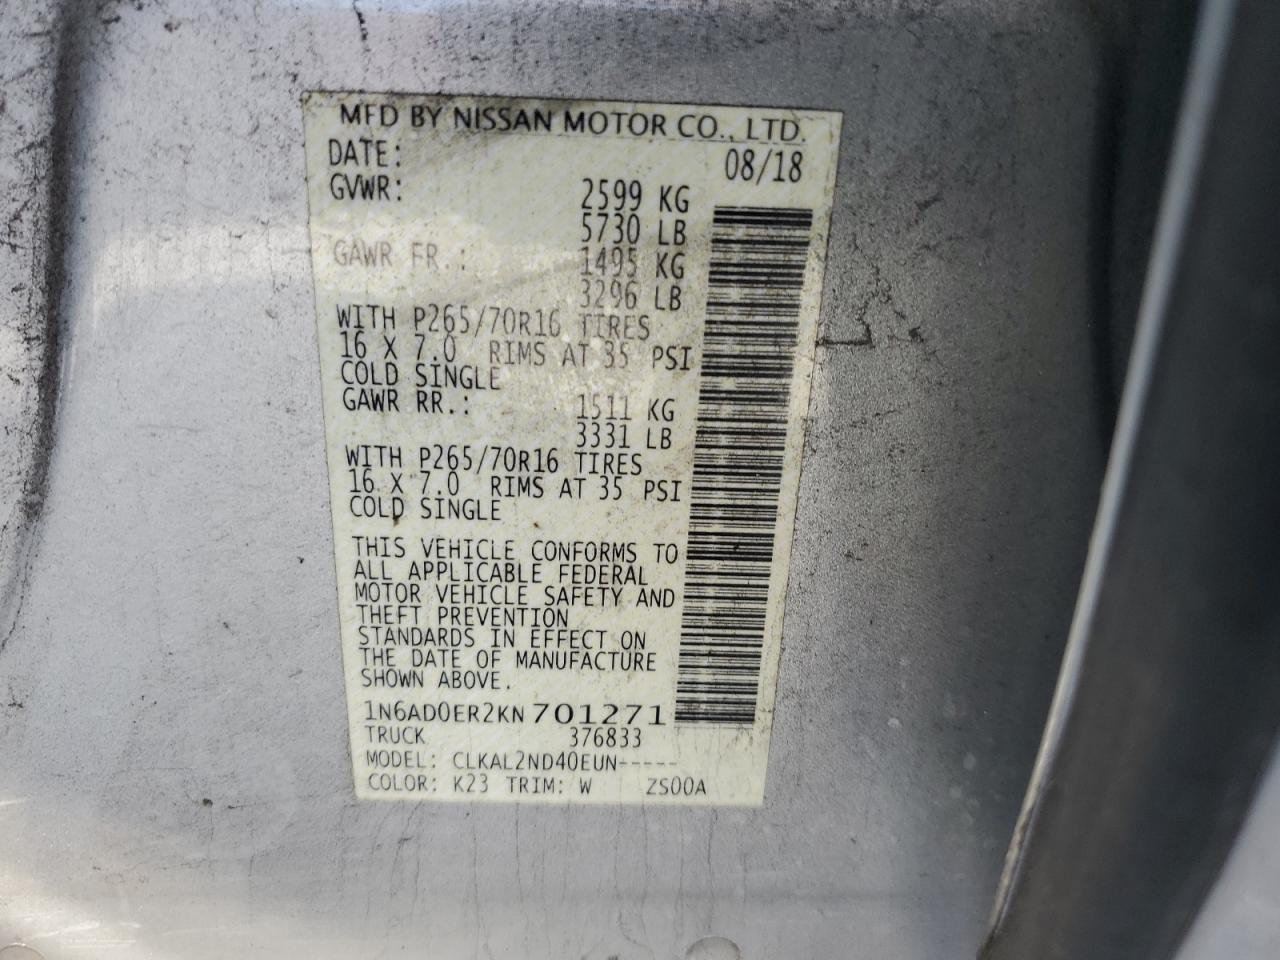 MFD BY NISSAN MOTOR CO., LTD.
DATE: 08/18
GVWR: 2599 KG
5730 LB
GAWR FR.: 1495 KG
3296 LB
WITH P265/70R16 TIRES
16 X 7.0 RIMS AT 35 PSI
COLD SINGLE
GAWR RR.: 1511 KG
3331 LB
WITH P265/70R16 TIRES
16 X 7.0 RIMS AT 35 PSI
COLD SINGLE
THIS VEHICLE CONFORMS TO
ALL APPLICABLE FEDERAL
MOTOR VEHICLE SAFETY AND
THEFT PREVENTION
STANDARDS IN EFFECT ON
THE DATE OF MANUFACTURE
SHOWN ABOVE.
1N6AD0ER2KN701271
TRUCK 376833
MODEL: CLKAL2ND40EUN-----
COLOR: K23 TRIM: W ZS00A